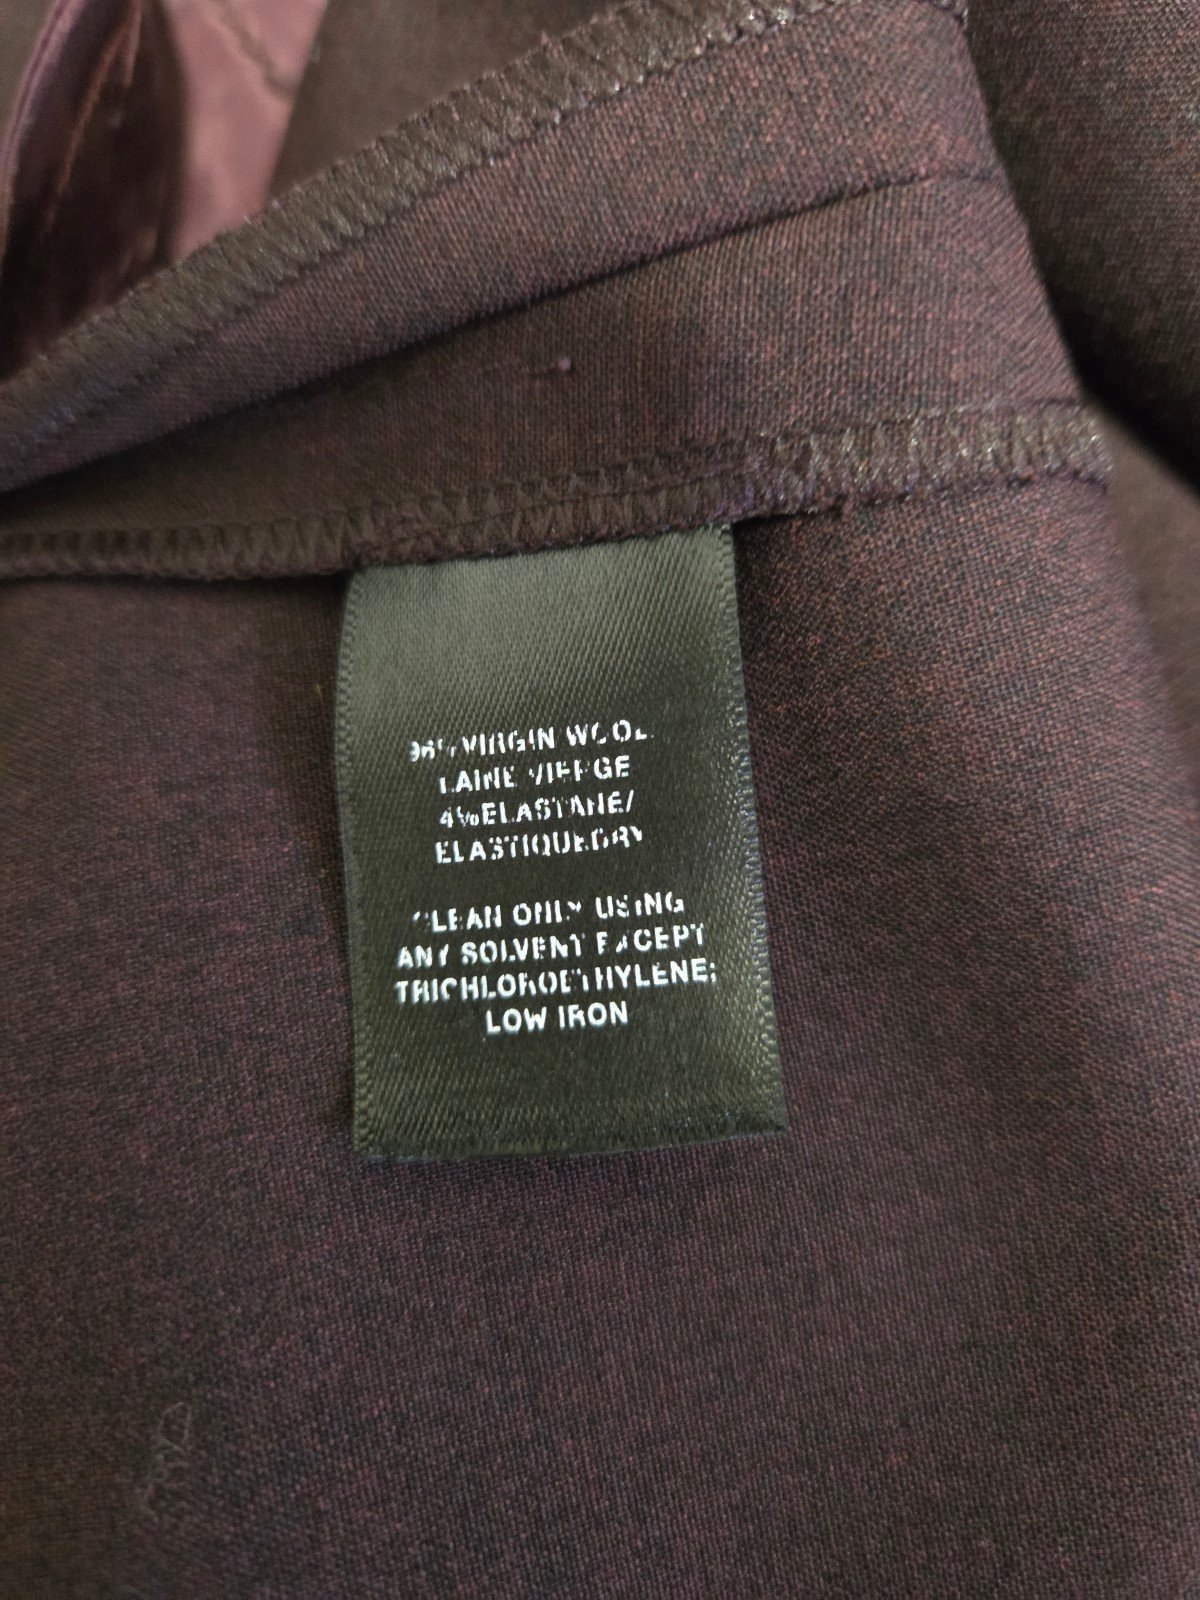 96% VIRGIN WOOL
LAINE VIERGE
4% ELASTANE/
ELASTIQUEDRY
CLEAN ONLY USING
ANY SOLVENT EXCEPT
TRICHLOROETHYLENE;
LOW IRON